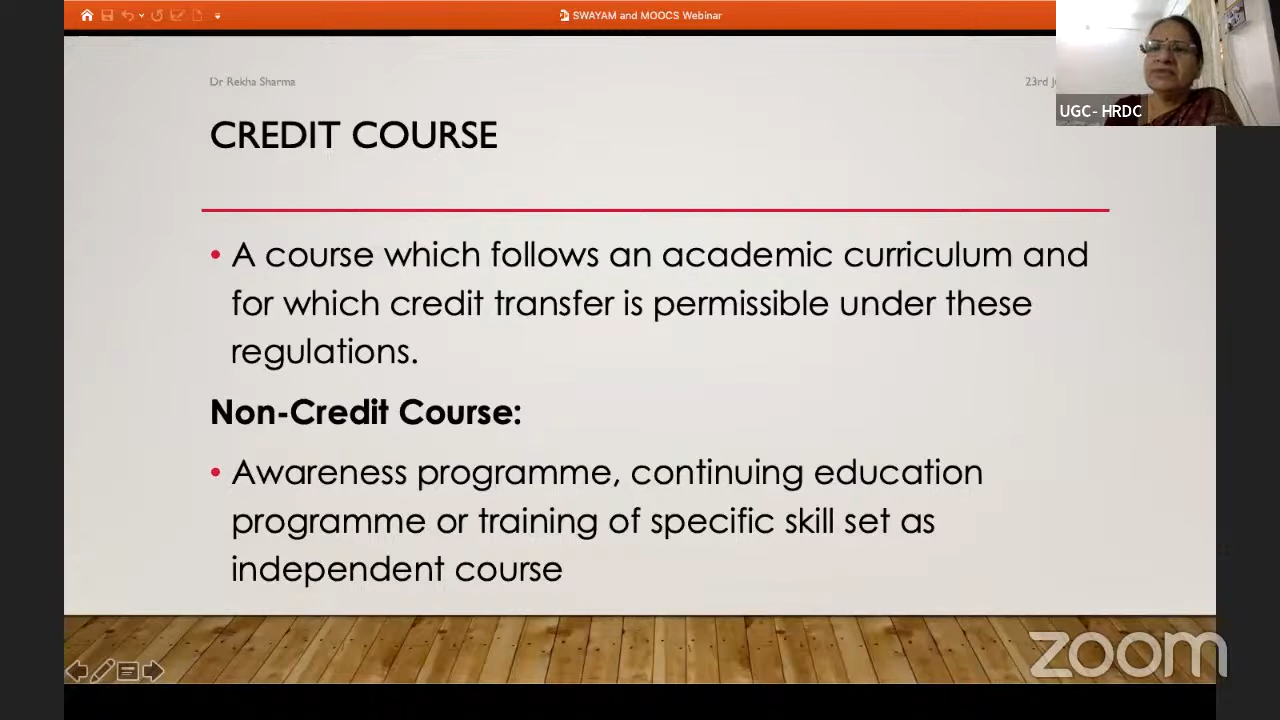 SWAYAM and MOOCS Webinar
Dr Rekha Sharma
23rd
UGC- HRDC
CREDIT COURSE
• A course which follows an academic curriculum and
for which credit transfer is permissible under these
regulations.
Non-Credit Course:
• Awareness programme, continuing education
programme or training of specific skill set as
independent course
zoom